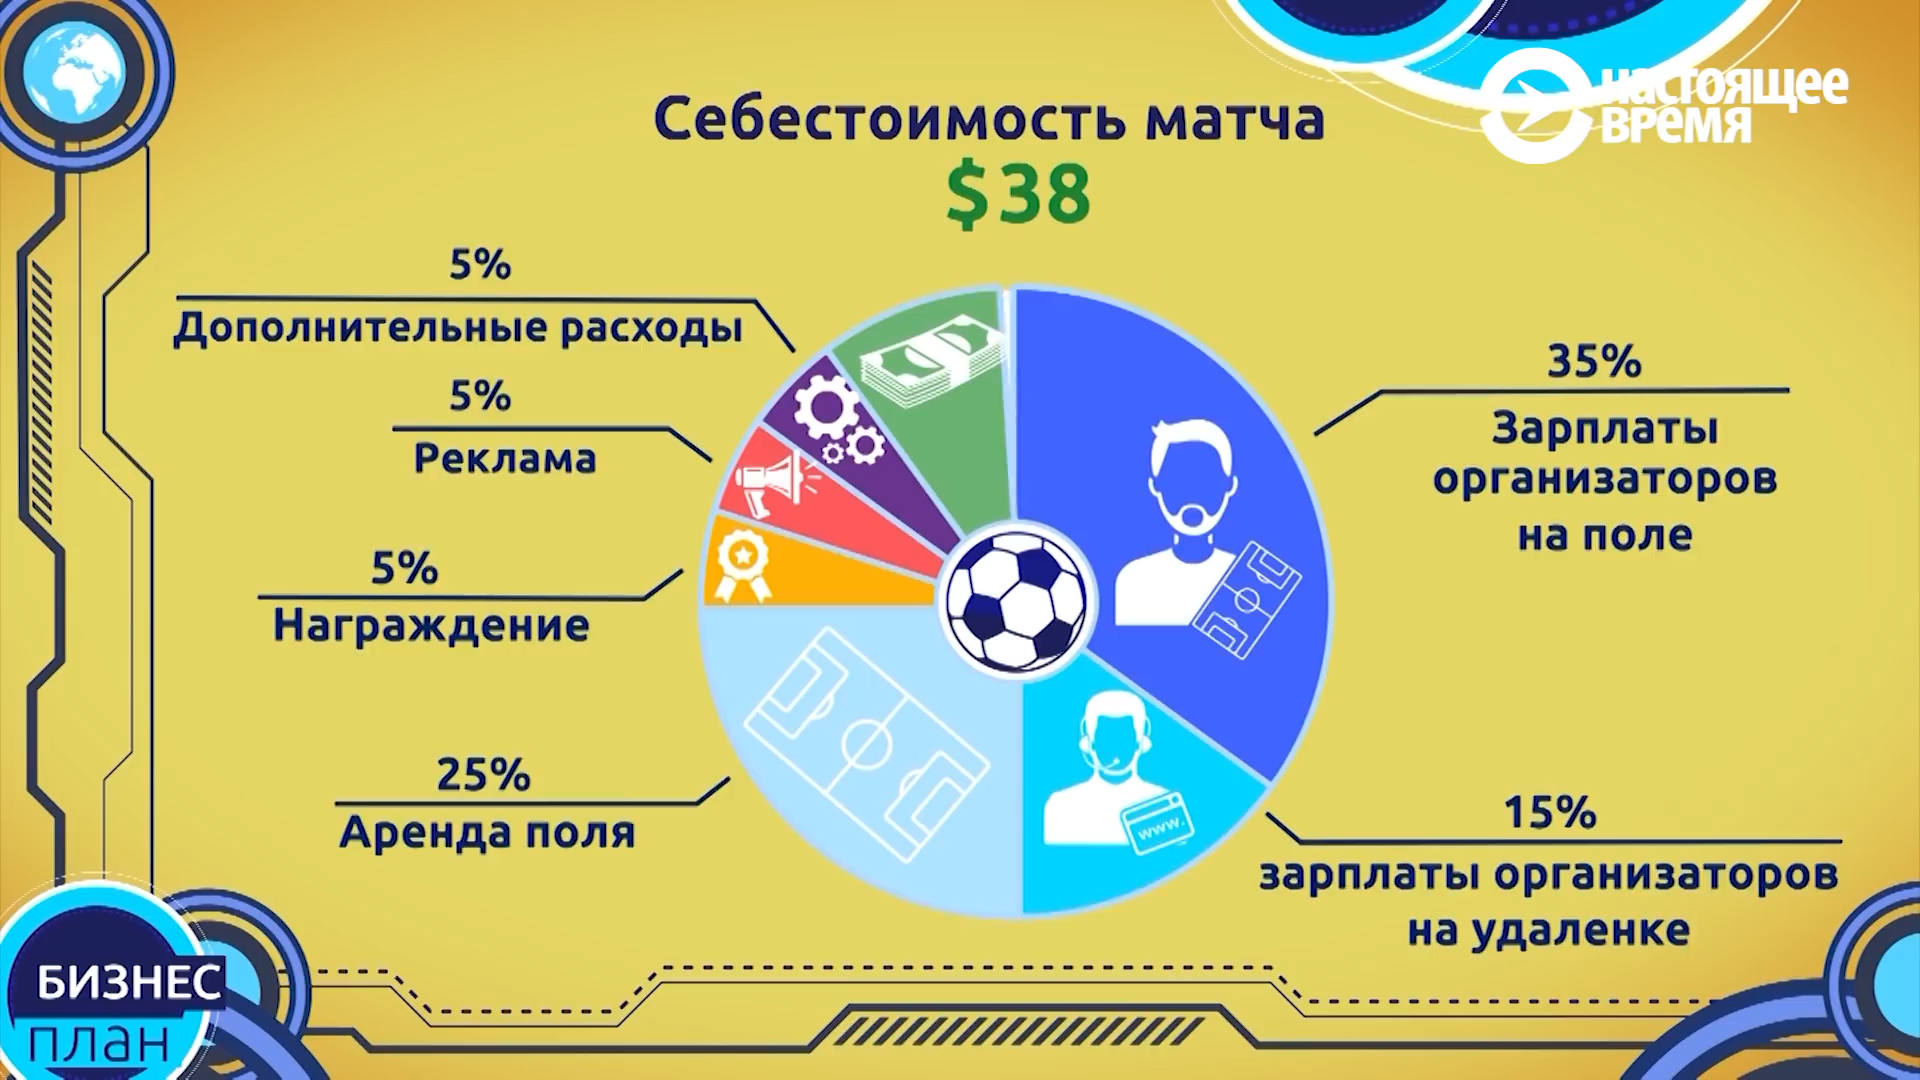 настоящее
время
Себестоимость матча
$38
5%
Дополнительные расходы
5%
Реклама
5%
Награждение
25%
Аренда поля
35%
Зарплаты
организаторов
на поле
15%
зарплаты организаторов
на удаленке
www.
БИЗНЕС
план